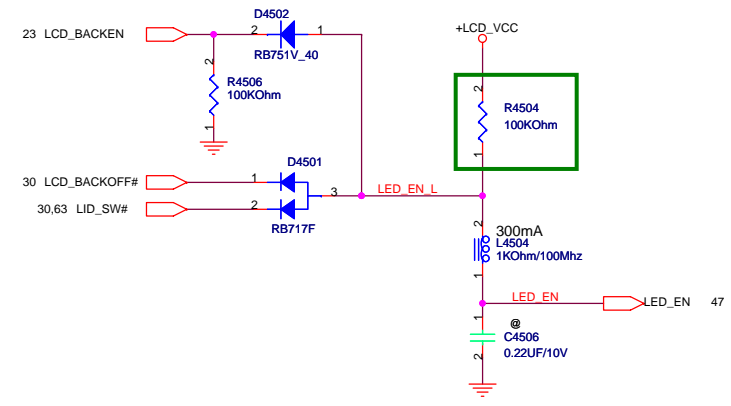 D4502
+LCD_VCC
23 LCD_BACKEN
2
1
RB751V_40
2
R4506
100KOhm
1
2
R4504
100KOhm
1
D4501
30 LCD_BACKOFF#
1
3
LED_EN_L
30,63 LID_SW#
2
RB717F
2
300mA
L4504
1KOhm/100Mhz
1
LED_EN
LED_EN 47
1
@
C4506
0.22UF/10V
2